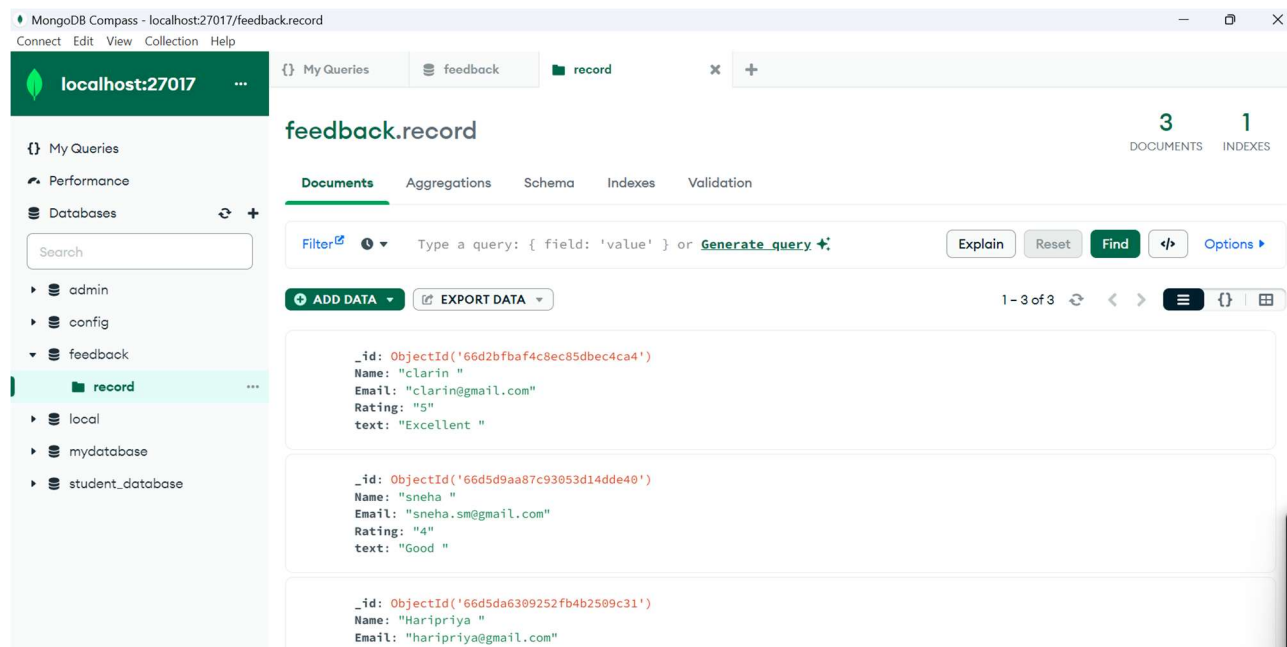 MongoDB Compass - localhost:27017/feedback.record
Connect Edit View Collection Help
localhost:27017 ...
{} My Queries
Performance
Databases
Search
admin
config
feedback
record ...
local
mydatabase
student_database
{} My Queries feedback record
feedback.record
3 DOCUMENTS
1 INDEXES
Documents Aggregations Schema Indexes Validation
Filter Type a query: { field: 'value' } or Generate query Explain Reset Find </> Options
ADD DATA EXPORT DATA 1 – 3 of 3 {}
_id: ObjectId('66d2bfbaf4c8ec85dbec4ca4')
Name: "clarin "
Email: "clarin@gmail.com"
Rating: "5"
text: "Excellent "
_id: ObjectId('66d5d9aa87c93053d14dde40')
Name: "sneha "
Email: "sneha.sm@gmail.com"
Rating: "4"
text: "Good "
_id: ObjectId('66d5da6309252fb4b2509c31')
Name: "Haripriya "
Email: "haripriya@gmail.com"